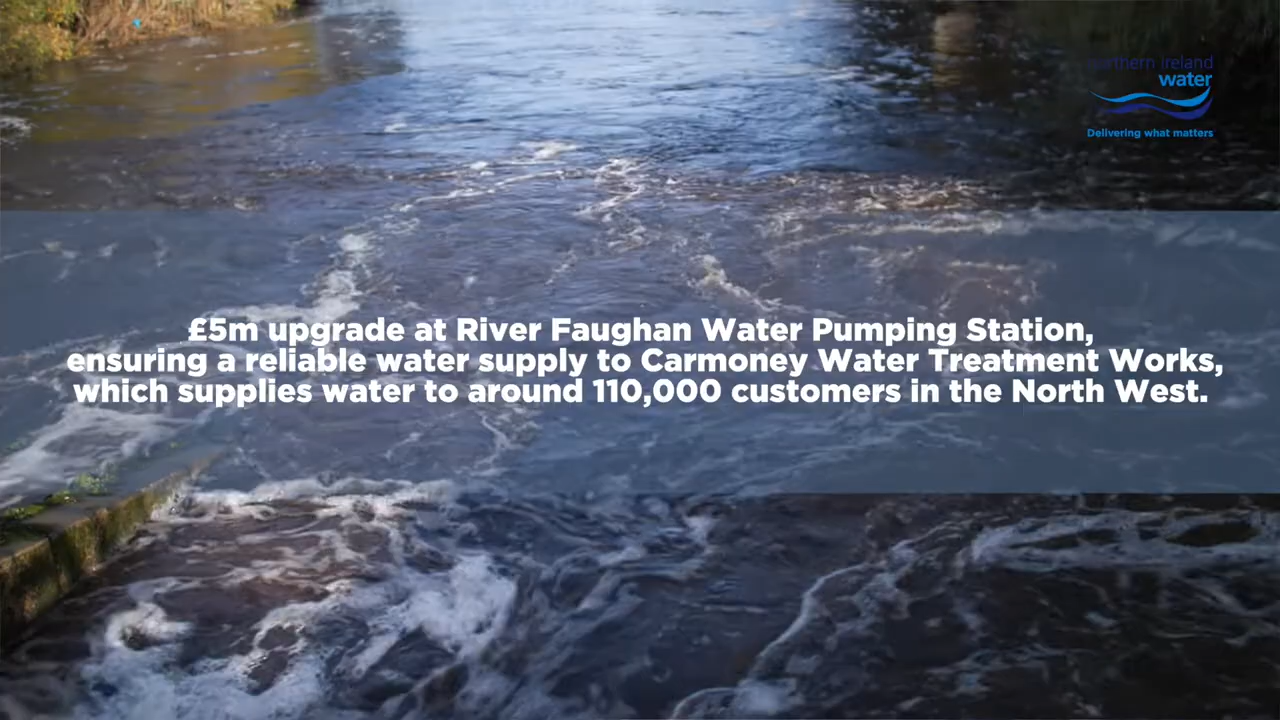 northern ireland
water
Delivering what matters
£5m upgrade at River Faughan Water Pumping Station,
ensuring a reliable water supply to Carmoney Water Treatment Works,
which supplies water to around 110,000 customers in the North West.